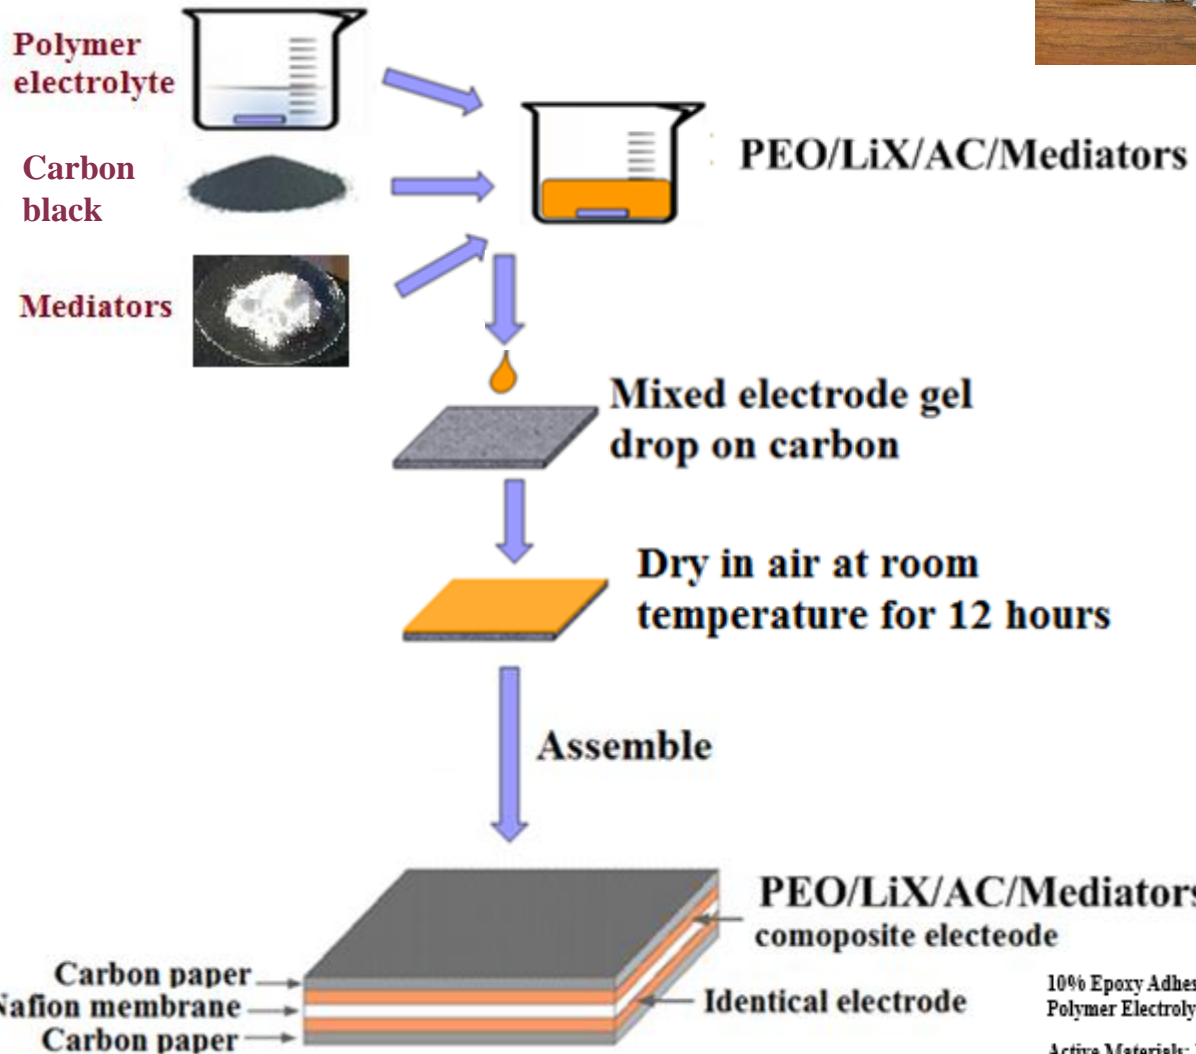 Polymer
electrolyte
Carbon
black
Mediators
PEO/LiX/AC/Mediators
Mixed electrode gel
drop on carbon
Dry in air at room
temperature for 12 hours
Assemble
PEO/LiX/AC/Mediators
comoposite electeode
Carbon paper
Nafion membrane
Carbon paper
Identical electrode
10% Epoxy Adhes
Polymer Electroly
Active Materials: